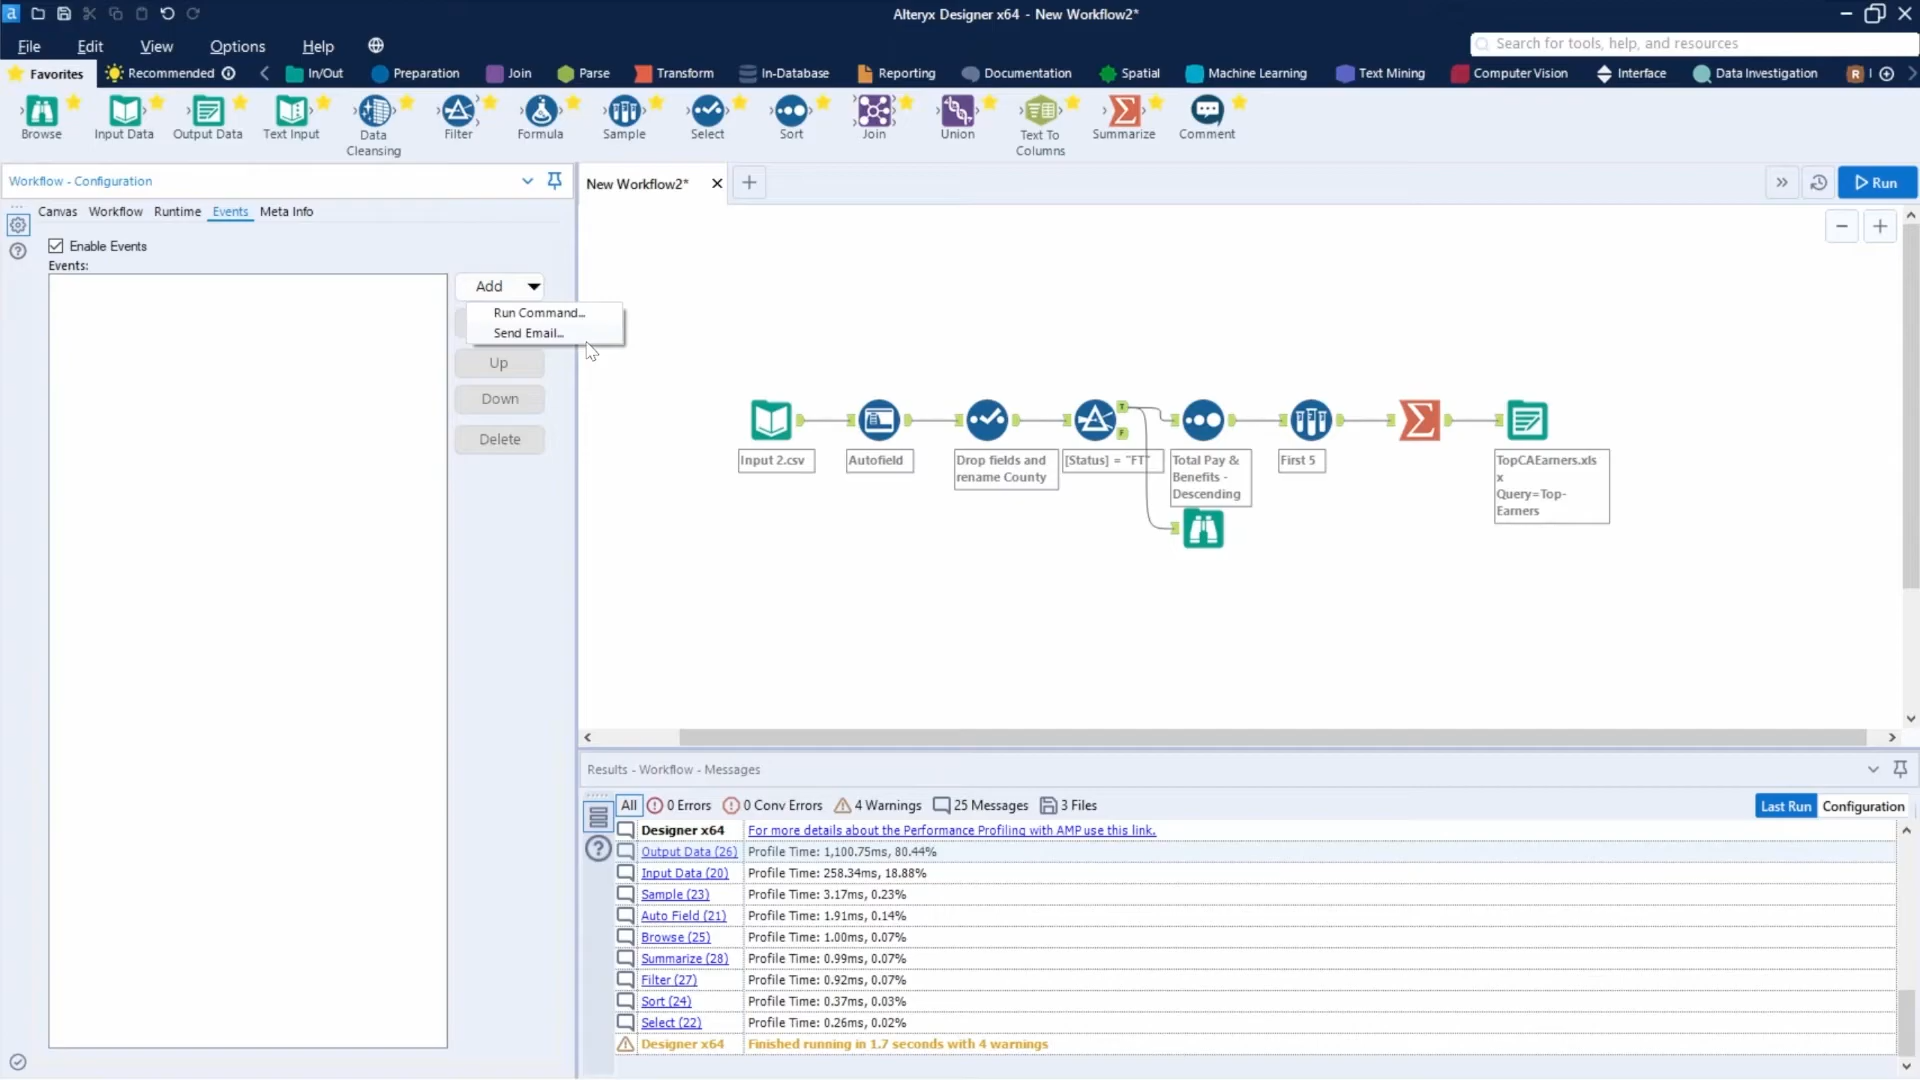 Alteryx Designer x64 - New Workflow2*
File Edit View Options Help
Search for tools, help, and resources
Favorites Recommended In/Out Preparation Join Parse Transform In-Database Reporting Documentation Spatial Machine Learning Text Mining Computer Vision Interface Data Investigation R
Browse Input Data Output Data Text Input Data Cleansing Filter Formula Sample Select Sort Join Union Text To Columns Summarize Comment
Workflow - Configuration
Canvas Workflow Runtime Events Meta Info
Enable Events
Events:
Add
Run Command...
Send Email...
Up
Down
Delete
New Workflow2*
Run
Input 2.csv
Autofield
Drop fields and
rename County
[Status] = "FT"
T
F
Total Pay &
Benefits -
Descending
First 5
TopCAEarners.xls
x
Query=Top-
Earners
Results - Workflow - Messages
All 0 Errors 0 Conv Errors 4 Warnings 25 Messages 3 Files
Last Run Configuration
Designer x64 For more details about the Performance Profiling with AMP use this link.
Output Data (26) Profile Time: 1,100.75ms, 80.44%
Input Data (20) Profile Time: 258.34ms, 18.88%
Sample (23) Profile Time: 3.17ms, 0.23%
Auto Field (21) Profile Time: 1.91ms, 0.14%
Browse (25) Profile Time: 1.00ms, 0.07%
Summarize (28) Profile Time: 0.99ms, 0.07%
Filter (27) Profile Time: 0.92ms, 0.07%
Sort (24) Profile Time: 0.37ms, 0.03%
Select (22) Profile Time: 0.26ms, 0.02%
Designer x64 Finished running in 1.7 seconds with 4 warnings